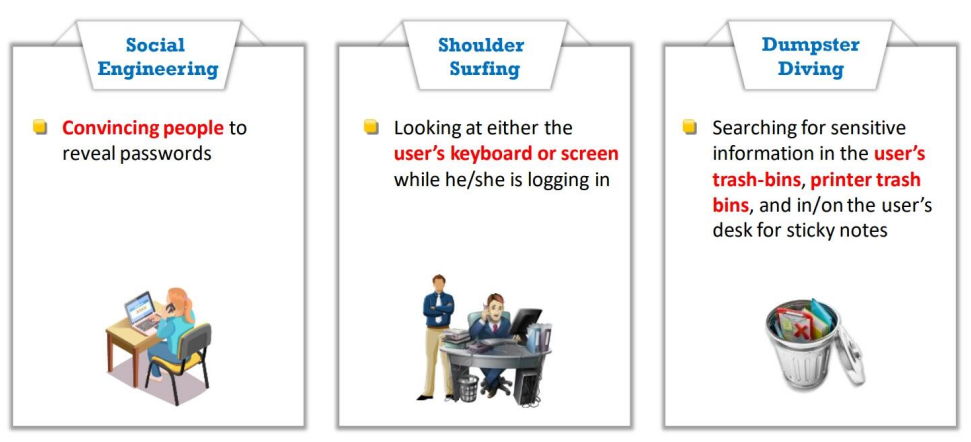 Social
Engineering
Convincing people to
reveal passwords
Shoulder
Surfing
Looking at either the
user's keyboard or screen
while he/she is logging in
Dumpster
Diving
Searching for sensitive
information in the user's
trash-bins, printer trash
bins, and in/on the user's
desk for sticky notes